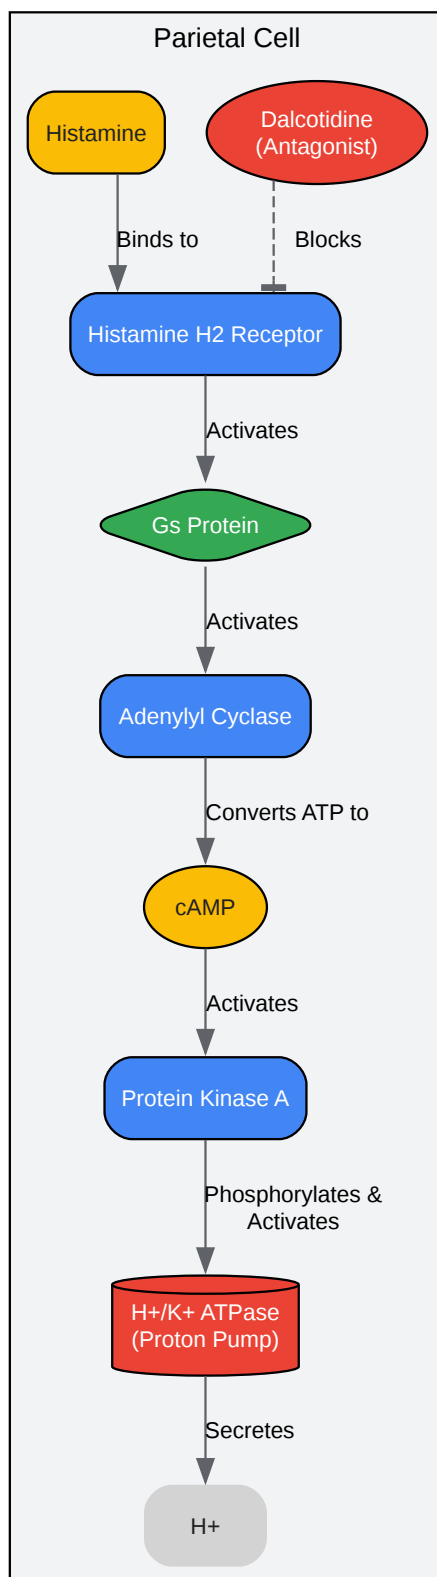 Parietal Cell
Histamine
Dalcotidine
(Antagonist)
Binds to
Blocks
Histamine H2 Receptor
Activates
Gs Protein
Activates
Adenylyl Cyclase
Converts ATP to
cAMP
Activates
Protein Kinase A
Phosphorylates &
Activates
H+/K+ ATPase
(Proton Pump)
Secretes
H+